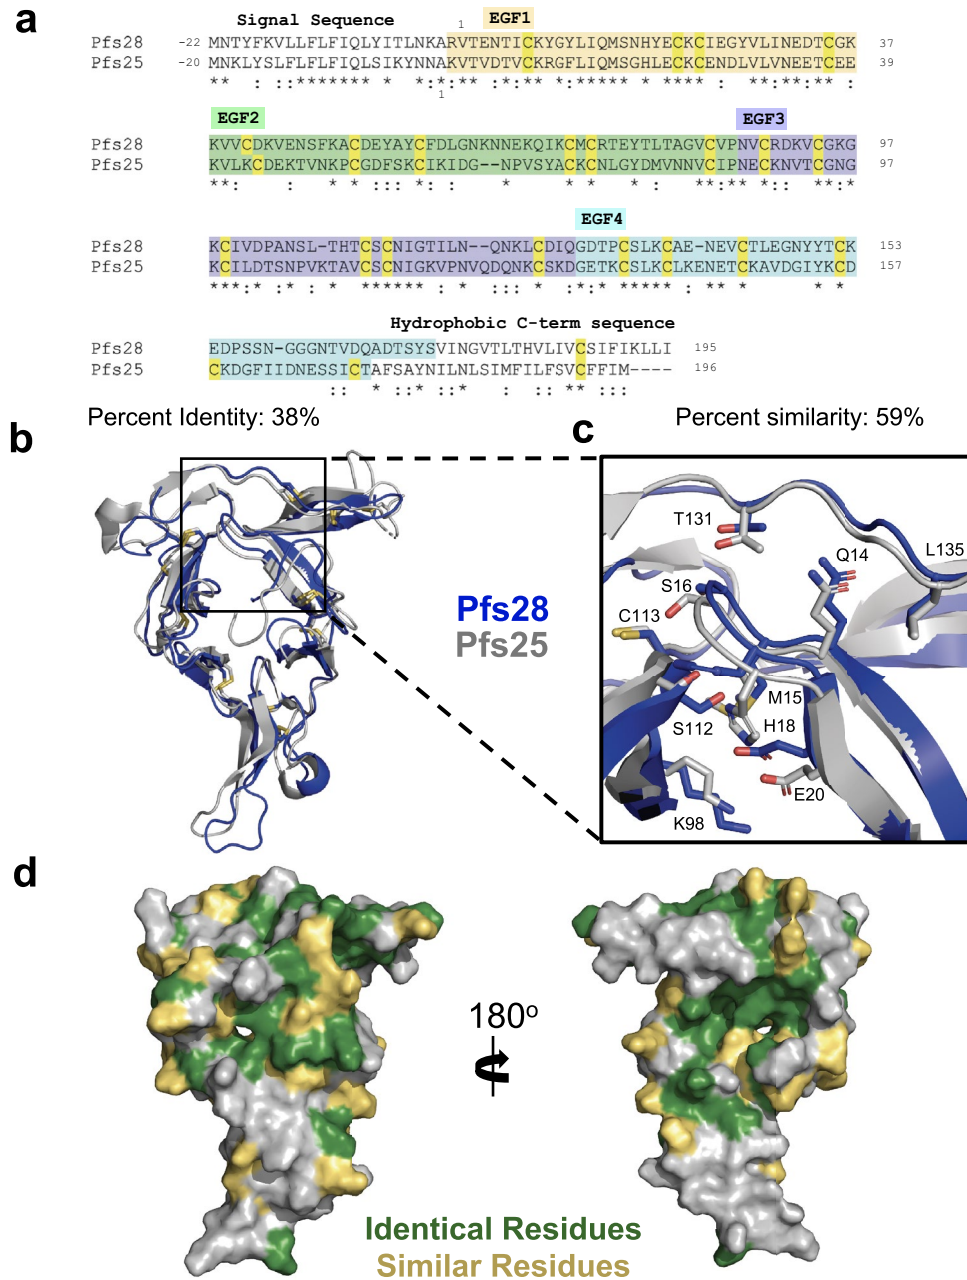 a
Signal Sequence 1 EGF1
Pfs28 -22 MNTYFKVLLFLFIQLYITLNKARVTENTICKYGYLIQMSNHYECKCIEGYVLINEDTCGK 37
Pfs25 -20 MNKLYSLFLFLFIQLSIKYNNAKVTVDTVCKRGFLIQMSGHLECKCENDLVLVNEETCEE 39
1
EGF2 EGF3
Pfs28 KVVCDKVENSFKACDEYAYCFDLGNKNNEKQIKCMCRTEYTLTAGVCVPNVCRDKVCGKG 97
Pfs25 KVLKCDEKTVNKPCGDFSKCIKIDG--NPVSYACKCNLGYDMVNNVCIPNECKNVTCGNG 97
EGF4
Pfs28 KCIVDPANSL-THTCSCNIGTILN--QNKLCDIQGDTPCSLKCAE-NEVCTLEGNYYTCK 153
Pfs25 KCILDTSNPVKTAVCSCNIGKVPNVQDQNKCSKDGETKCSLKCLKENETCKAVDGIYKCD 157
Hydrophobic C-term sequence
Pfs28 EDPSSN-GGGNTVDQADTSYSVINGVTLTHVLIVCSIFIKLLI 195
Pfs25 CKDGFIIDNESSICTAFSAYNILNLSIMFILFSVCFFIM---- 196
Percent Identity: 38% Percent similarity: 59%
b
c
Pfs28
Pfs25
T131
Q14
L135
S16
C113
M15
S112
H18
E20
K98
d
180º
Identical Residues
Similar Residues